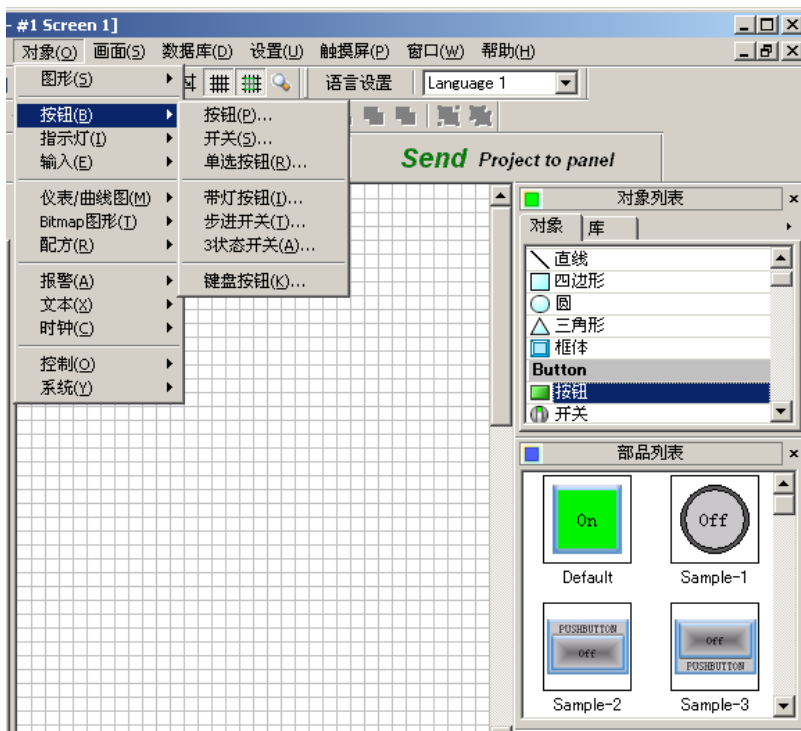 - #1 Screen 1]
对象(O) 画面(S) 数据库(D) 设置(U) 触摸屏(P) 窗口(W) 帮助(H)
语言设置 Language 1
Send Project to panel
图形(S)
按钮(B)
指示灯(I)
输入(E)
仪表/曲线图(M)
Bitmap图形(T)
配方(R)
报警(A)
文本(X)
时钟(C)
控制(O)
系统(Y)
按钮(P)...
开关(S)...
单选按钮(R)...
带灯按钮(I)...
步进开关(T)...
3状态开关(A)...
键盘按钮(K)...
对象列表
对象 库
直线
四边形
圆
三角形
框体
Button
按钮
开关
部品列表
On
Default
Off
Sample-1
PUSHBUTTON
Off
Sample-2
Off
PUSHBUTTON
Sample-3